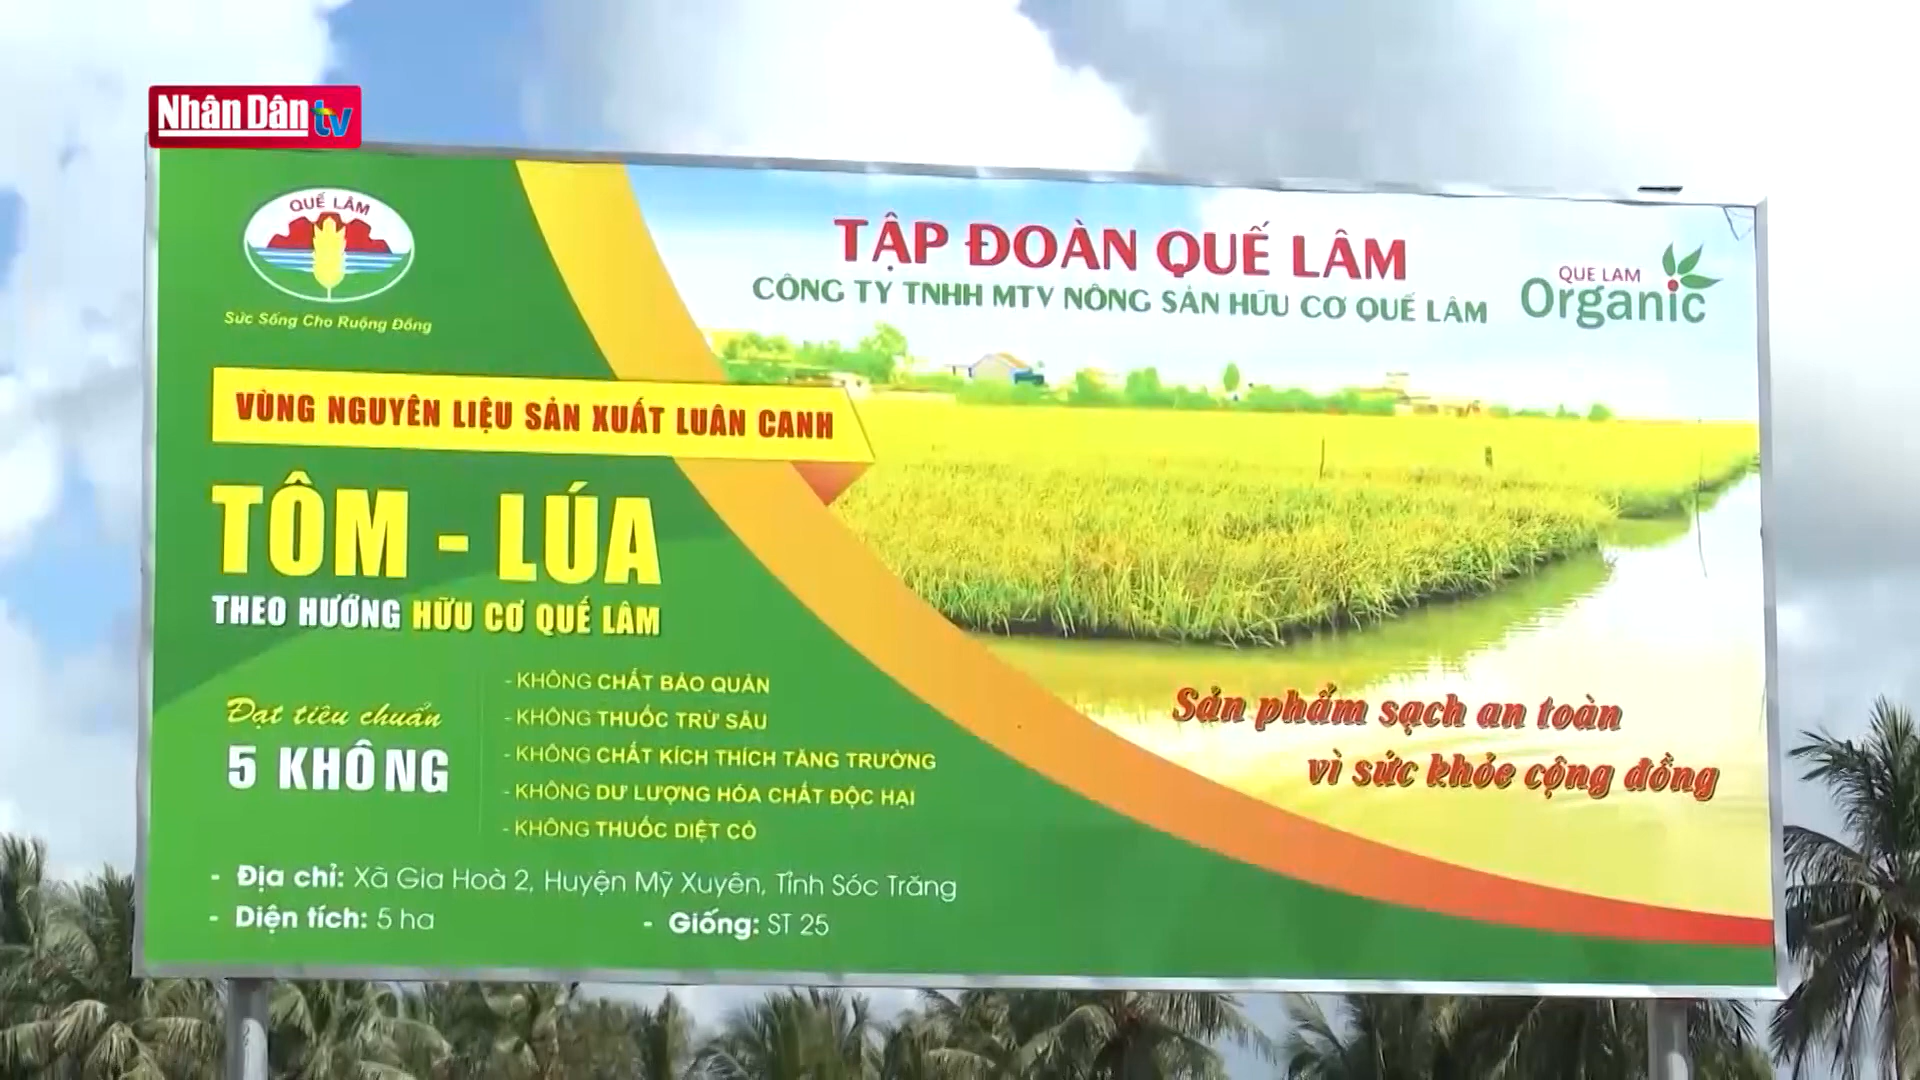 Nhân Dân tv
QUẾ LÂM
Sức Sống Cho Ruộng Đồng
TẬP ĐOÀN QUẾ LÂM
CÔNG TY TNHH MTV NÔNG SẢN HỮU CƠ QUẾ LÂM
QUE LAM
Organic
VÙNG NGUYÊN LIỆU SẢN XUẤT LUÂN CANH
TÔM - LÚA
THEO HƯỚNG HỮU CƠ QUẾ LÂM
Đạt tiêu chuẩn
5 KHÔNG
- KHÔNG CHẤT BẢO QUẢN
- KHÔNG THUỐC TRỪ SÂU
- KHÔNG CHẤT KÍCH THÍCH TĂNG TRƯỞNG
- KHÔNG DƯ LƯỢNG HÓA CHẤT ĐỘC HẠI
- KHÔNG THUỐC DIỆT CỎ
Sản phẩm sạch an toàn
vì sức khỏe cộng đồng
- Địa chỉ: Xã Gia Hoà 2, Huyện Mỹ Xuyên, Tỉnh Sóc Trăng
- Diện tích: 5 ha - Giống: ST 25